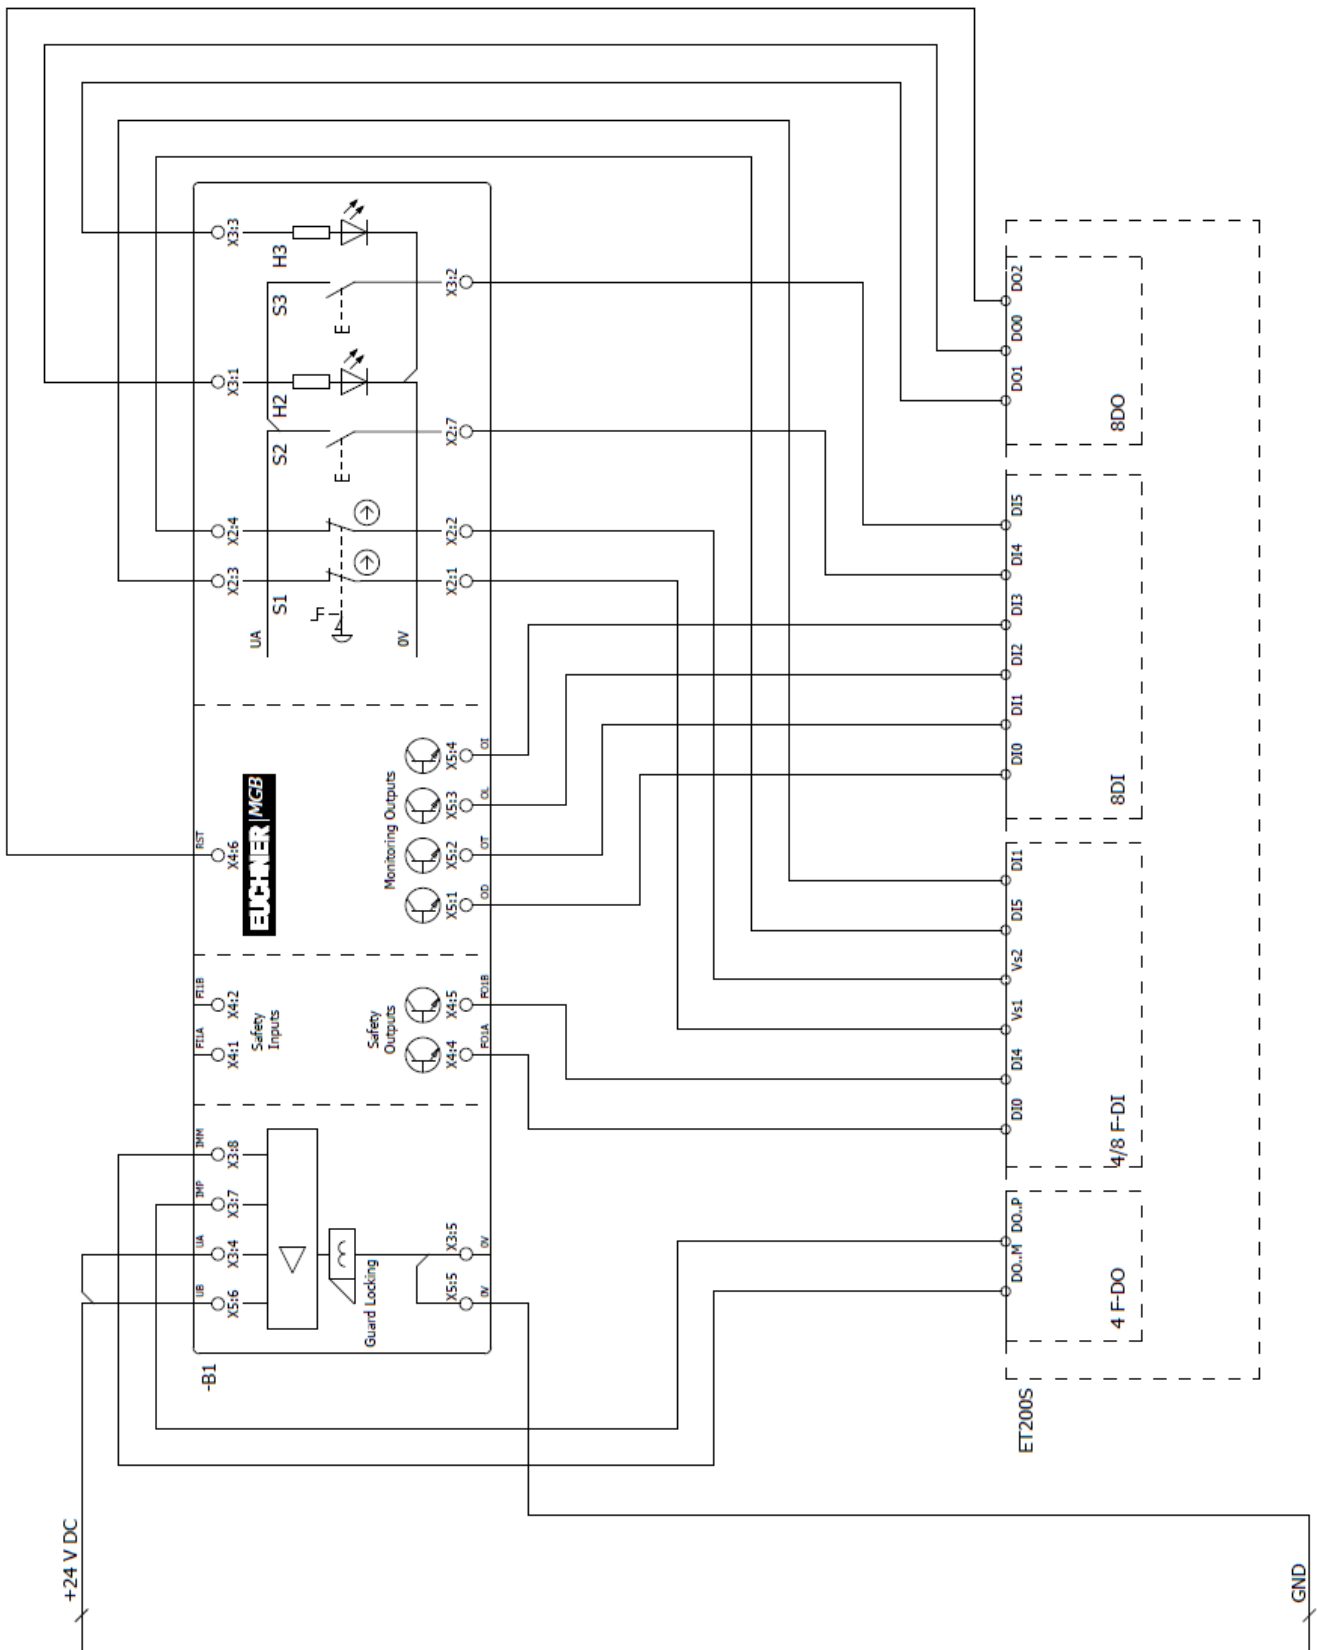 +24 V DC
GND
-B1
UB
X5:6
UA
X3:4
IMP
X3:7
IMM
X3:8
Guard Locking
X5:5
0V
X3:5
0V
FI1A
X4:1
FI1B
X4:2
Safety
Inputs
Safety
Outputs
X4:4
FO1A
X4:5
FO1B
RST
X4:6
EUCHNER MGB
Monitoring Outputs
X5:1
OD
X5:2
OT
X5:3
OL
X5:4
OI
UA
0V
S1
X2:3
X2:4
X2:1
X2:2
S2
X2:7
H2
X3:1
S3
X3:2
H3
X3:3
ET200S
4 F-DO
DO..M
DO..P
4/8 F-DI
DI0
DI4
Vs1
Vs2
DI5
DI1
8DI
DI0
DI1
DI2
DI3
DI4
DI5
8DO
DO1
DO0
DO2